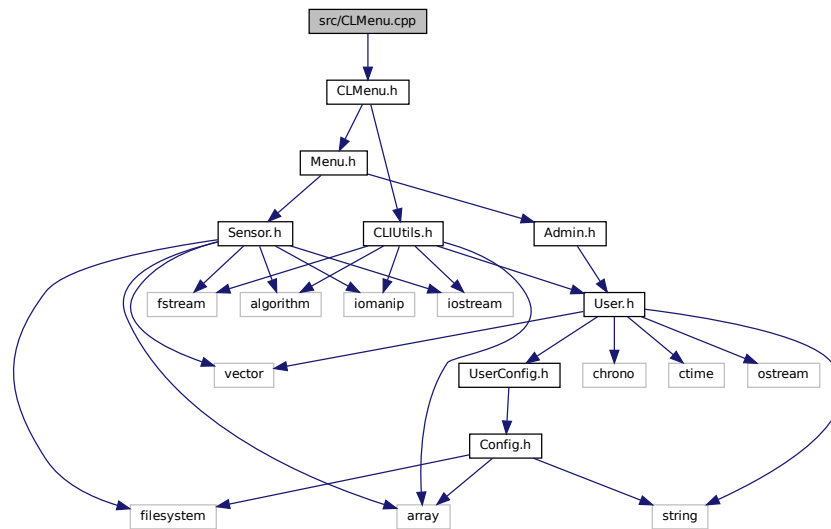 src/CLMenu.cpp
CLMenu.h
Menu.h
Sensor.h
CLIUtils.h
Admin.h
fstream
algorithm
iomanip
iostream
User.h
vector
UserConfig.h
chrono
ctime
ostream
Config.h
filesystem
array
string